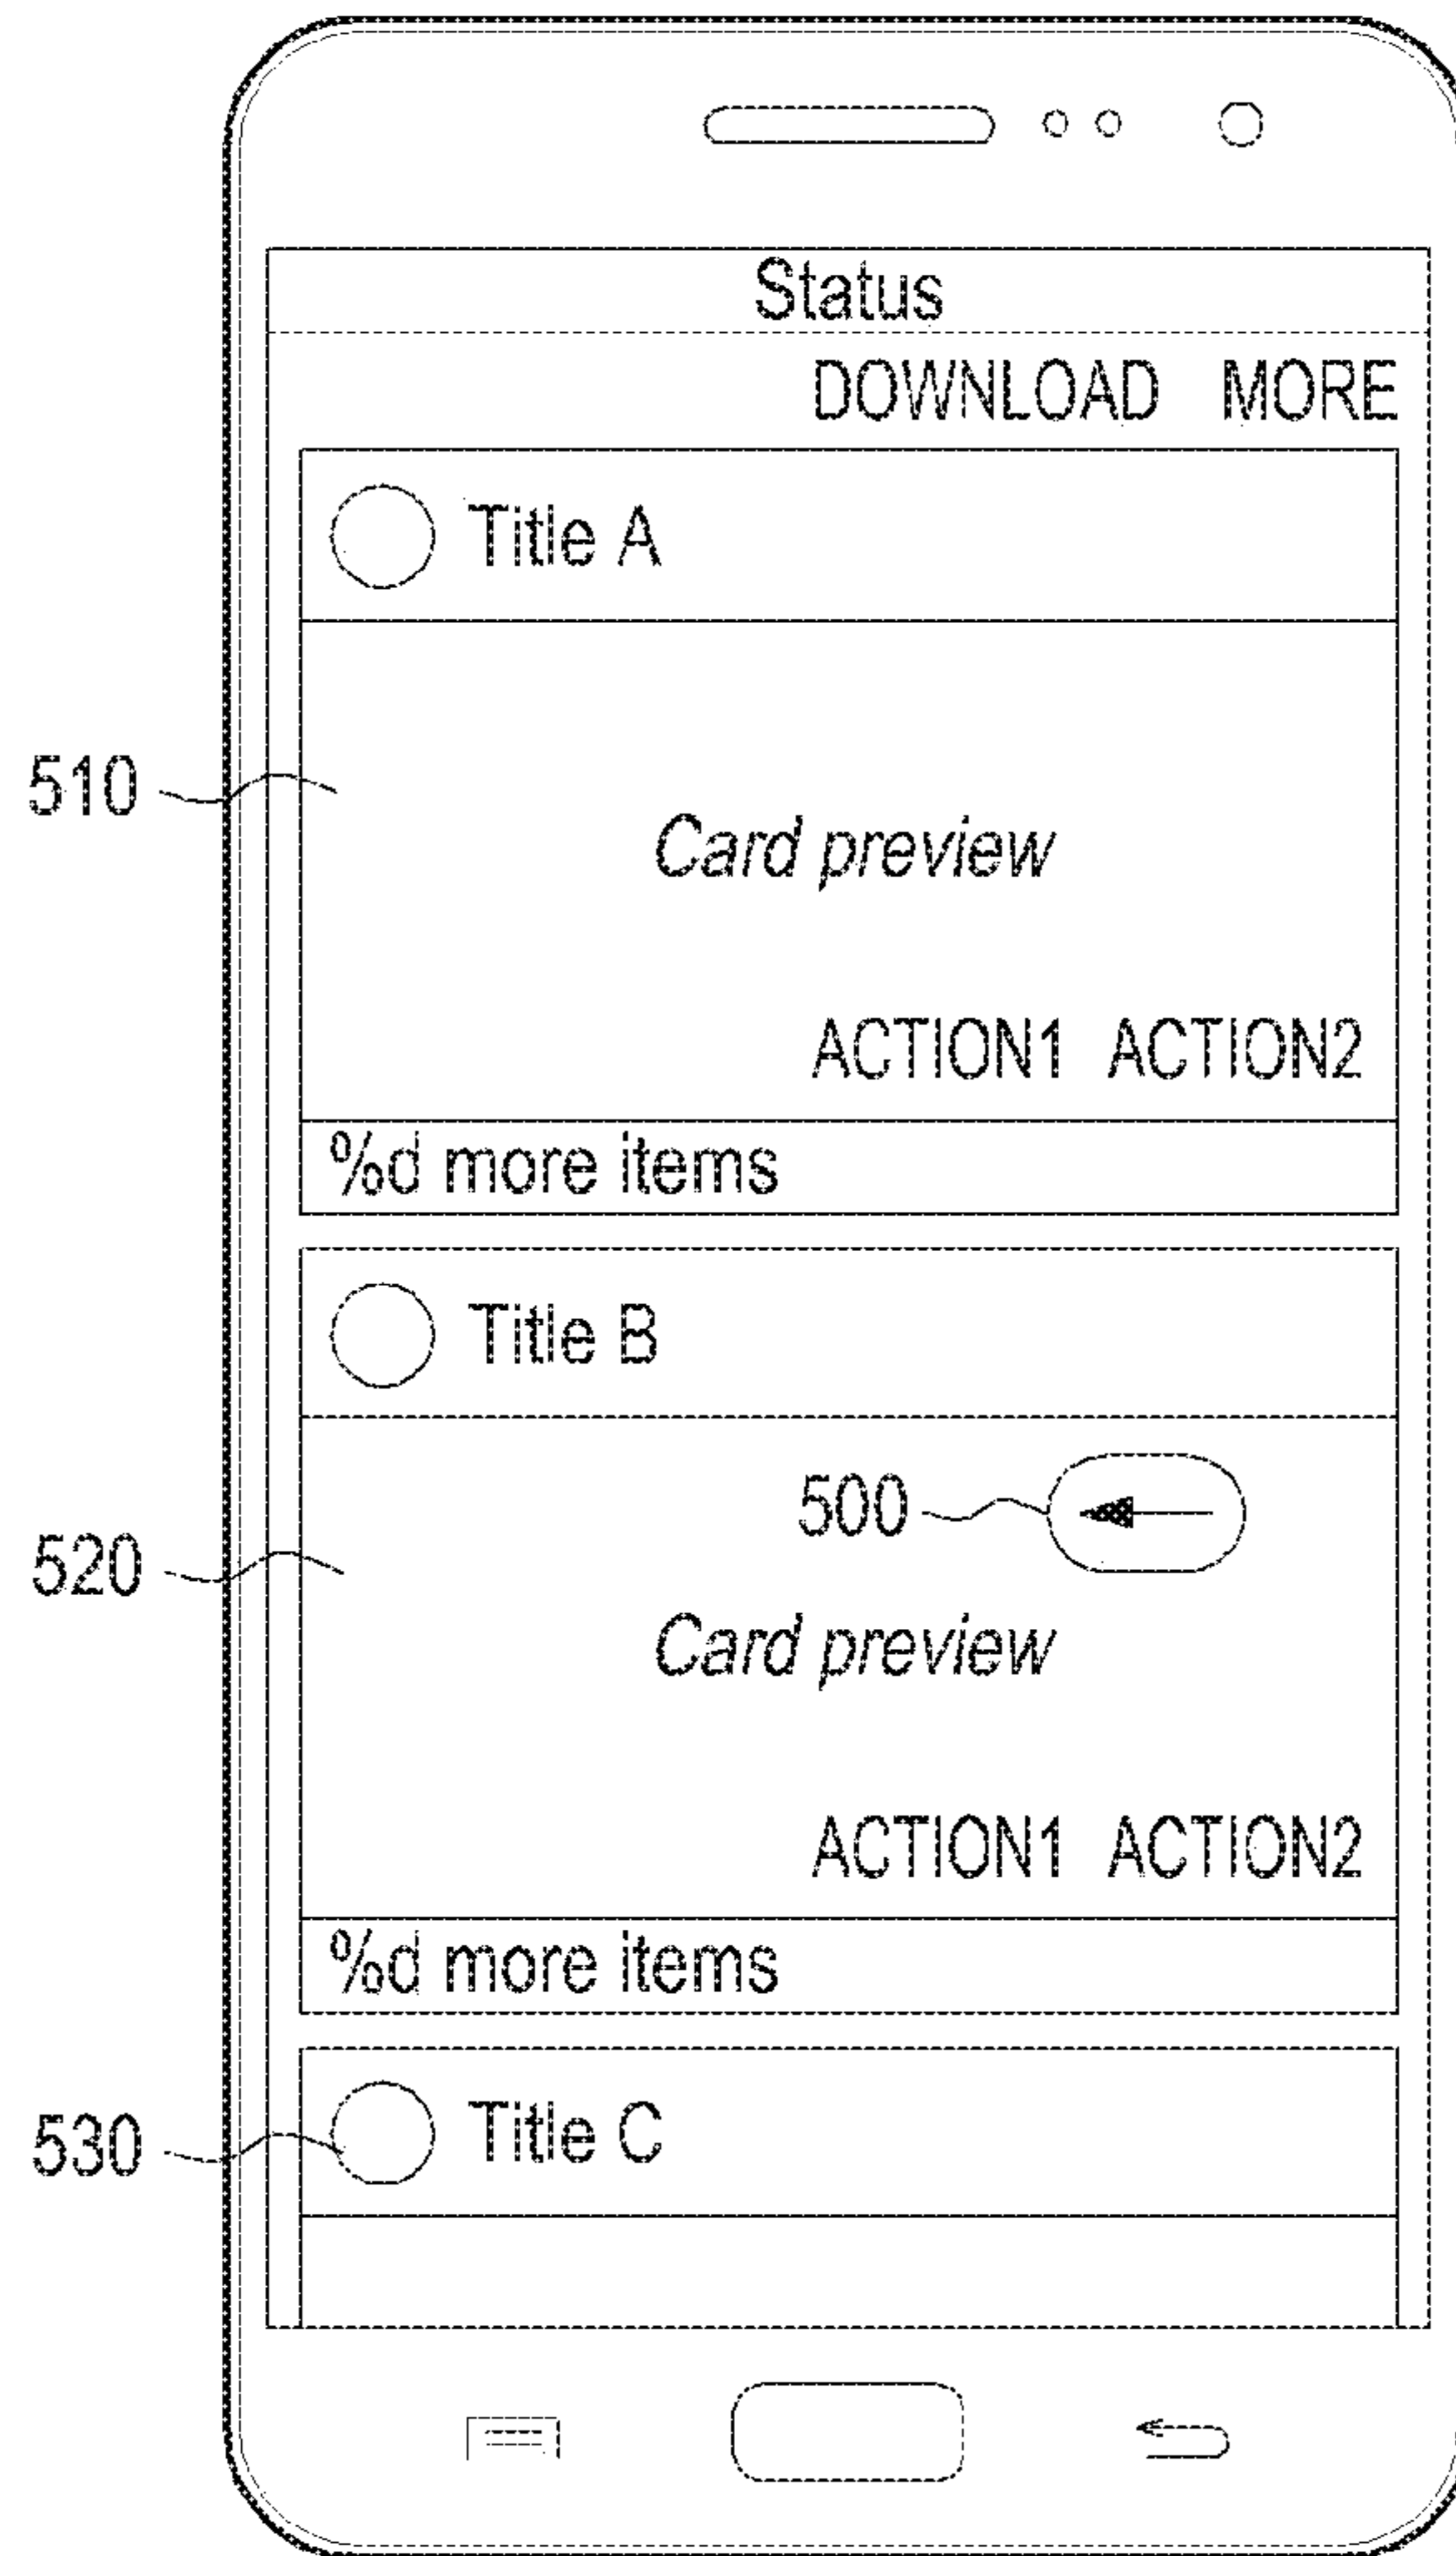 Status
DOWNLOAD MORE
Title A
510
Card preview
ACTION1 ACTION2
%d more items
Title B
500
520
Card preview
ACTION1 ACTION2
%d more items
530
Title C